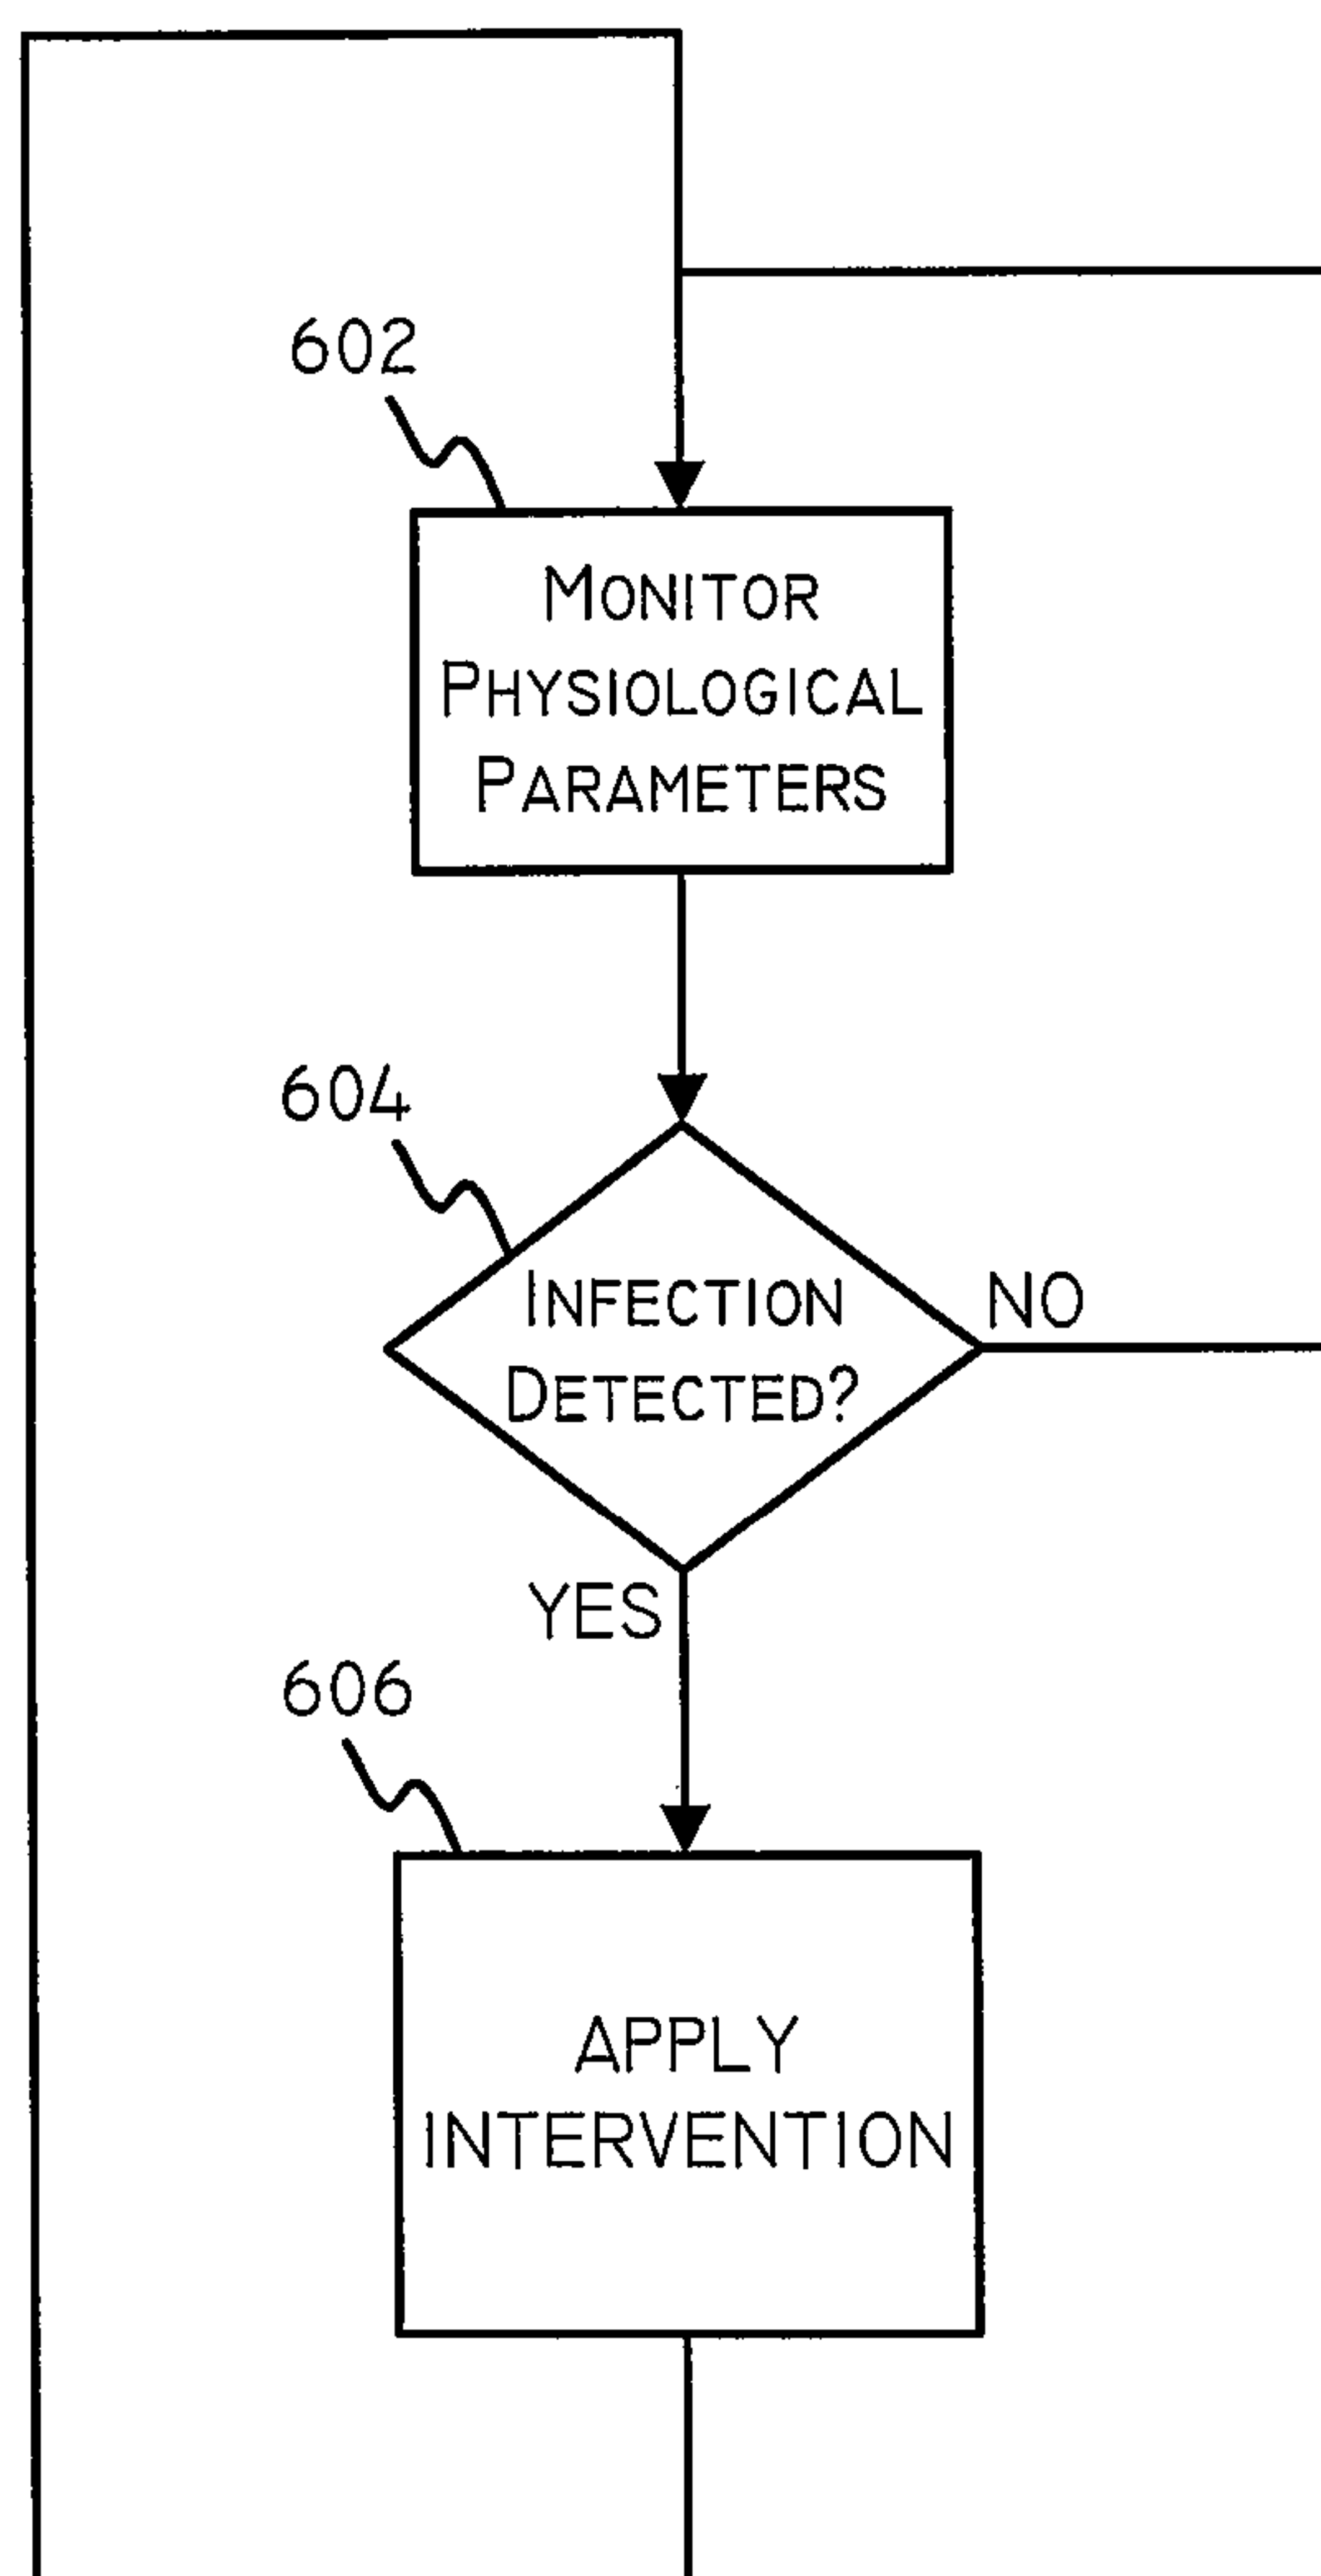 602
MONITOR
PHYSIOLOGICAL
PARAMETERS
604
INFECTION
DETECTED?
NO
YES
606
APPLY
INTERVENTION